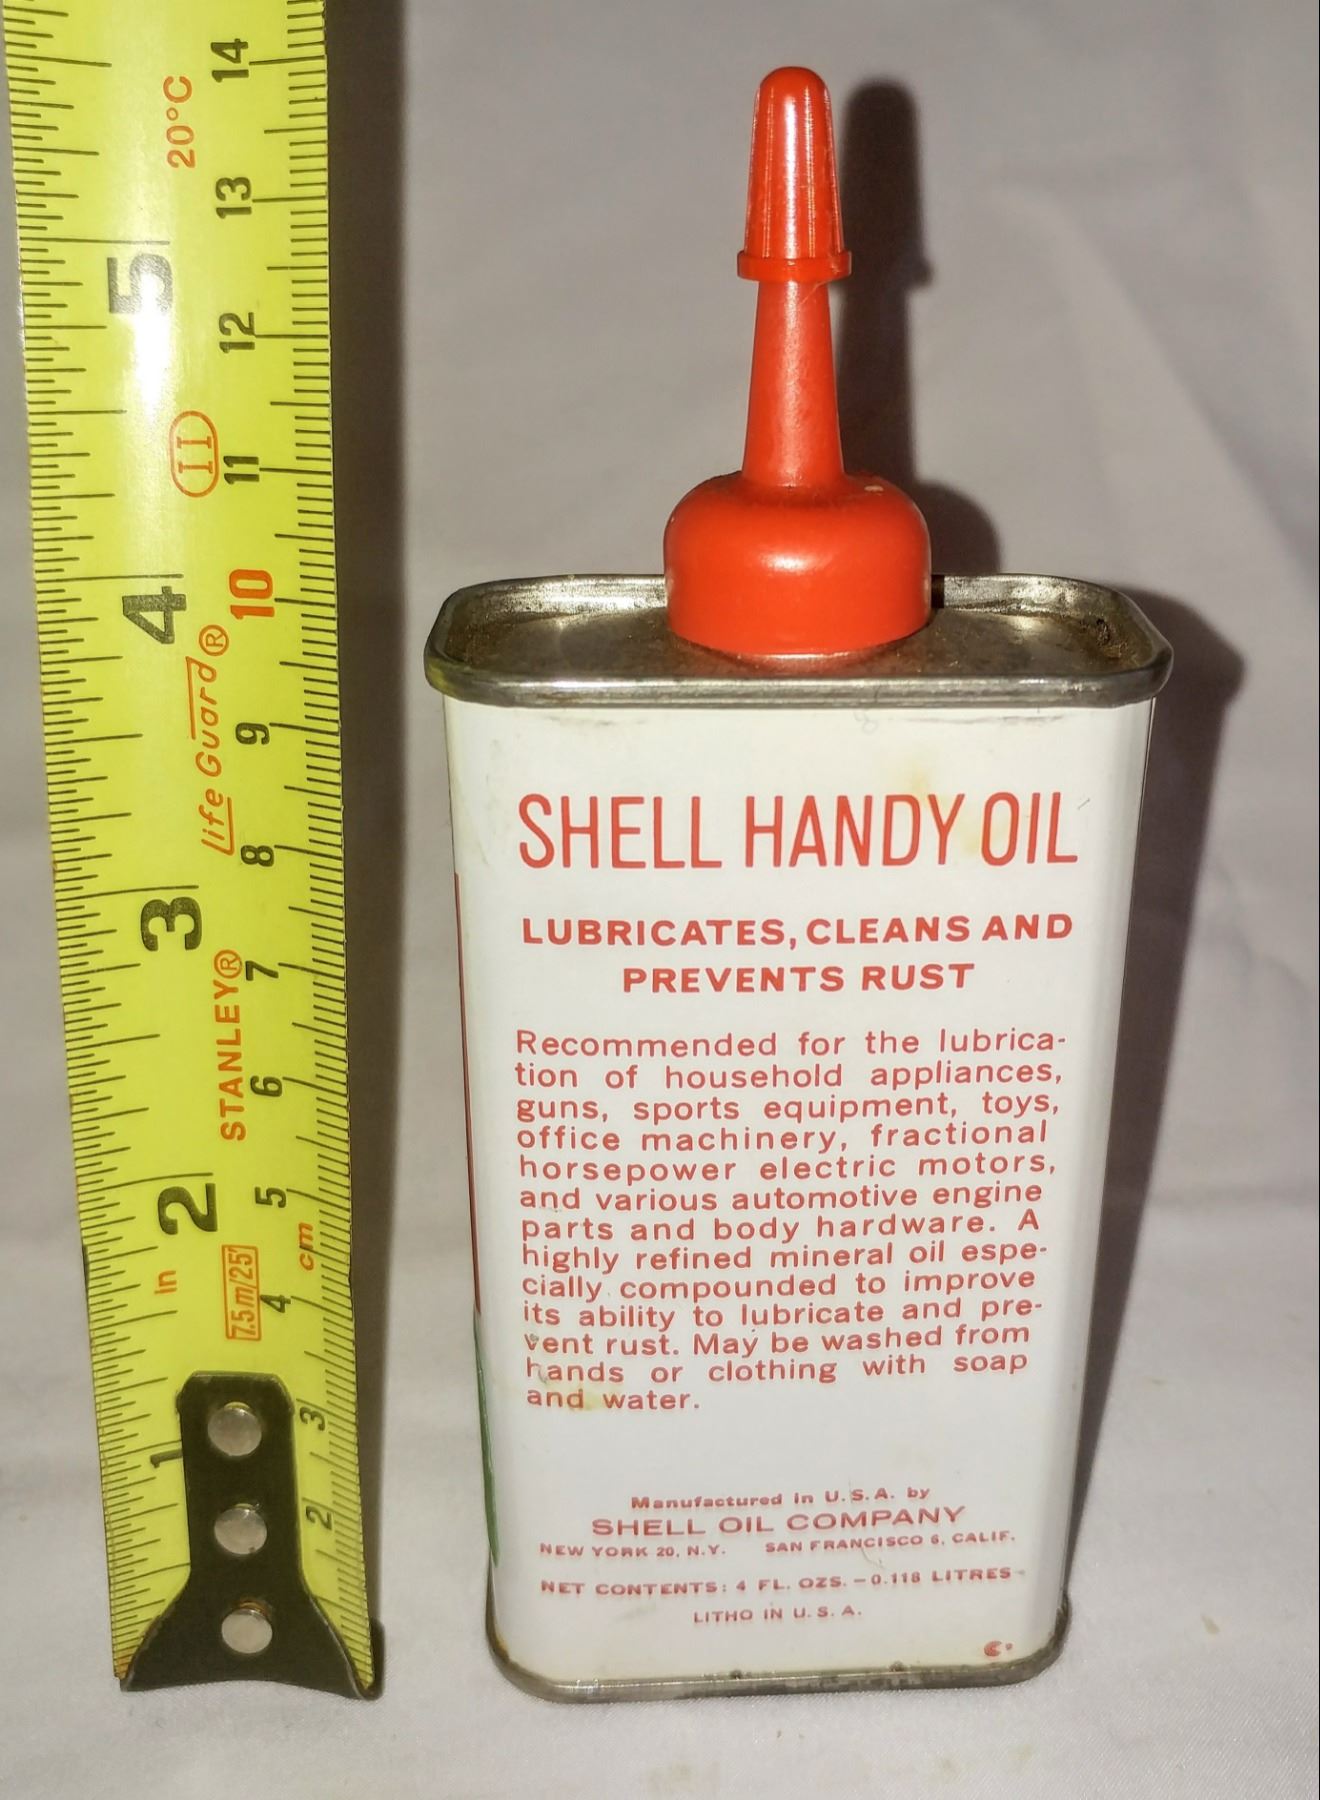 14
20°C
13
5
12
II
11
4
10
Life Guard®
9
8
3
STANLEY®
7
6
2
5
in
cm
7.5m/25'
4
1
3
2
SHELL HANDY OIL
LUBRICATES, CLEANS AND
PREVENTS RUST
Recommended for the lubrica-
tion of household appliances,
guns, sports equipment, toys,
office machinery, fractional
horsepower electric motors,
and various automotive engine
parts and body hardware. A
highly refined mineral oil espe-
cially compounded to improve
its ability to lubricate and pre-
vent rust. May be washed from
hands or clothing with soap
and water.
Manufactured in U.S.A. by
SHELL OIL COMPANY
NEW YORK 20, N.Y. SAN FRANCISCO 6, CALIF.
NET CONTENTS: 4 FL. OZS. – 0.118 LITRES
LITHO IN U.S.A.